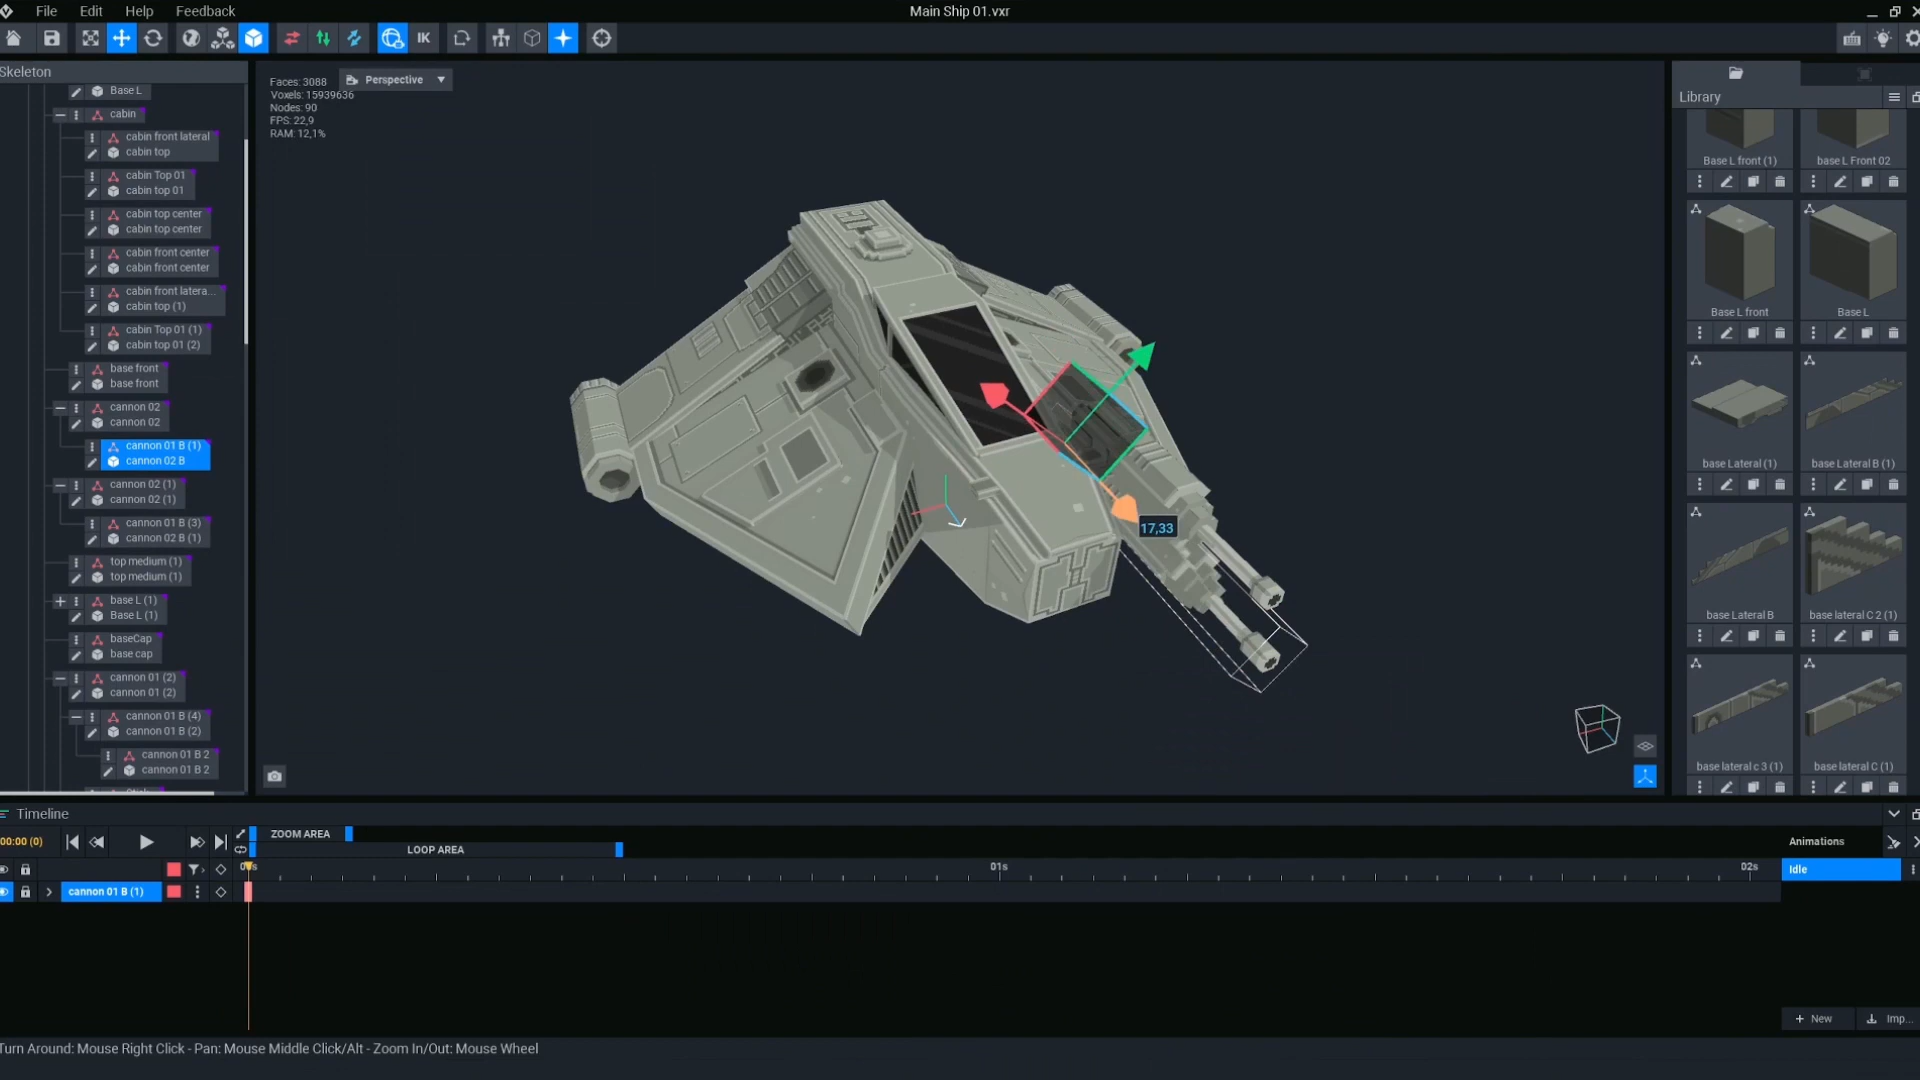 File Edit Help Feedback
Main Ship 01.vxr
IK
Skeleton
Base L
cabin
cabin front lateral
cabin top
cabin Top 01
cabin top 01
cabin top center
cabin top center
cabin front center
cabin front center
cabin front latera...
cabin top (1)
cabin Top 01 (1)
cabin top 01 (2)
base front
base front
cannon 02
cannon 02
cannon 01 B (1)
cannon 02 B
cannon 02 (1)
cannon 02 (1)
cannon 01 B (3)
cannon 02 B (1)
top medium (1)
top medium (1)
base L (1)
Base L (1)
baseCap
base cap
cannon 01 (2)
cannon 01 (2)
cannon 01 B (4)
cannon 01 B (2)
cannon 01 B 2
cannon 01 B 2
Faces: 3088
Voxels: 15939636
Nodes: 90
FPS: 22,9
RAM: 12,1%
Perspective
17,33
Library
Base L front (1)
base L Front 02
Base L front
Base L
base Lateral (1)
base Lateral B (1)
base Lateral B
base lateral C 2 (1)
base lateral c 3 (1)
base lateral C (1)
Timeline
00:00 (0)
ZOOM AREA
LOOP AREA
01s
02s
cannon 01 B (1)
Animations
Idle
New
Imp...
Turn Around: Mouse Right Click - Pan: Mouse Middle Click/Alt - Zoom In/Out: Mouse Wheel